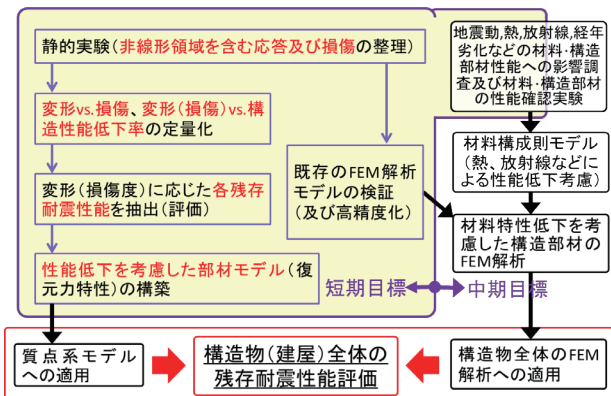 静的実験(非線形領域を含む応答及び損傷の整理)
変形vs.損傷、変形(損傷)vs.構
造性能低下率の定量化
変形(損傷度)に応じた各残存
耐震性能を抽出(評価)
性能低下を考慮した部材モデル(復
元力特性)の構築
既存のFEM解析
モデルの検証
(及び高精度化)
短期目標
中期目標
地震動,熱,放射線,経年
劣化などの材料・構造
部材性能への影響調
査及び材料・構造部材
の性能確認実験
材料構成則モデル
(熱、放射線などに
よる性能低下考慮)
材料特性低下を考
慮した構造部材の
FEM解析
質点系モデル
への適用
構造物(建屋)全体の
残存耐震性能評価
構造物全体のFEM
解析への適用